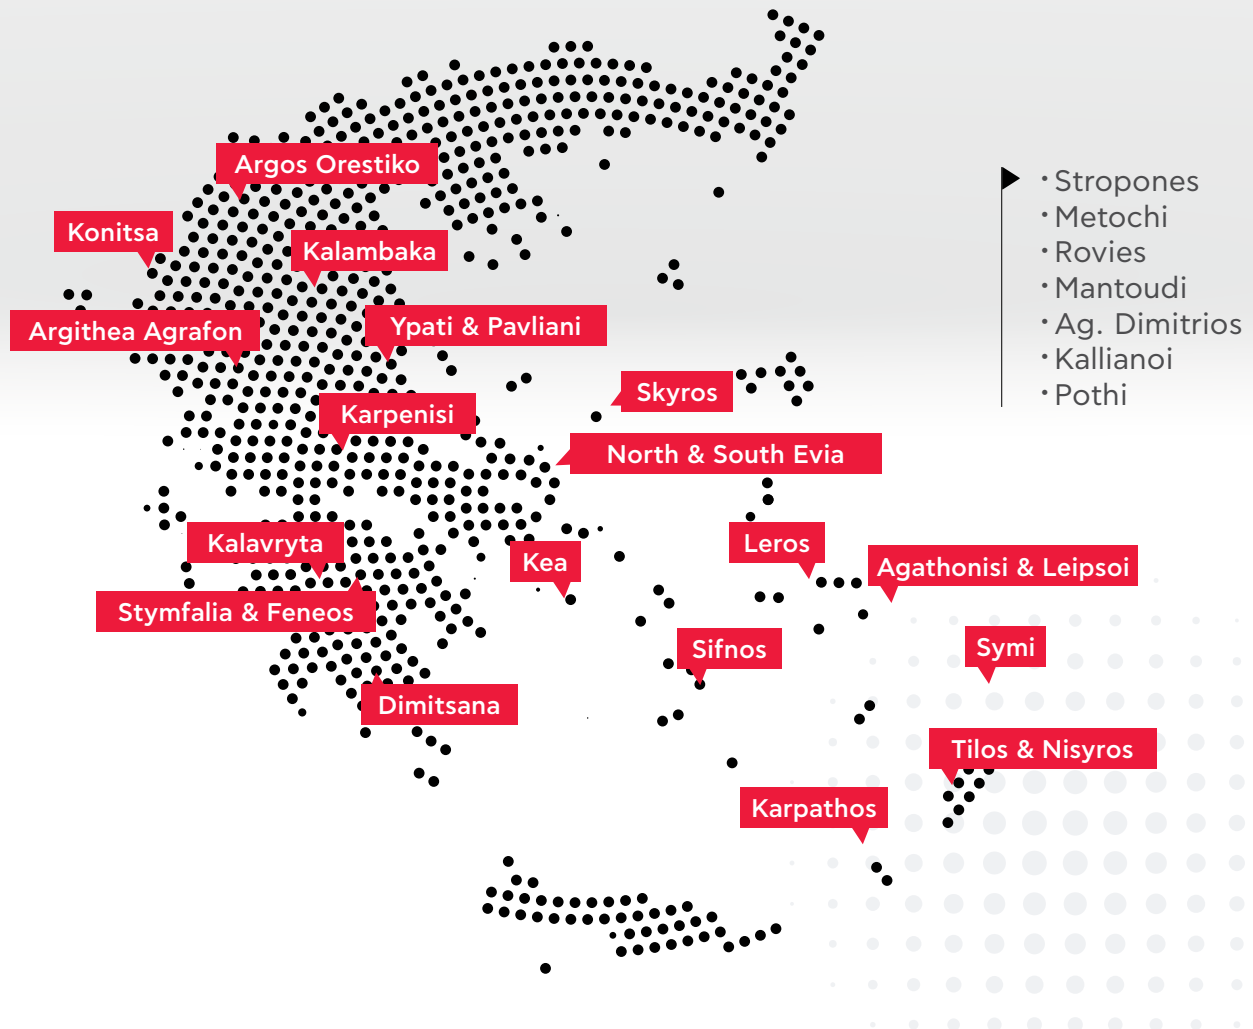 Argos Orestiko
Konitsa
Kalambaka
Argithea Agrafon
Ypati & Pavliani
Karpenisi
Skyros
North & South Evia
Kalavryta
Stymfalia & Feneos
Kea
Leros
Agathonisi & Leipsoi
Sifnos
Symi
Dimitsana
Tilos & Nisyros
Karpathos
· Stropones
· Metochi
· Rovies
· Mantoudi
· Ag. Dimitrios
· Kallianoi
· Pothi